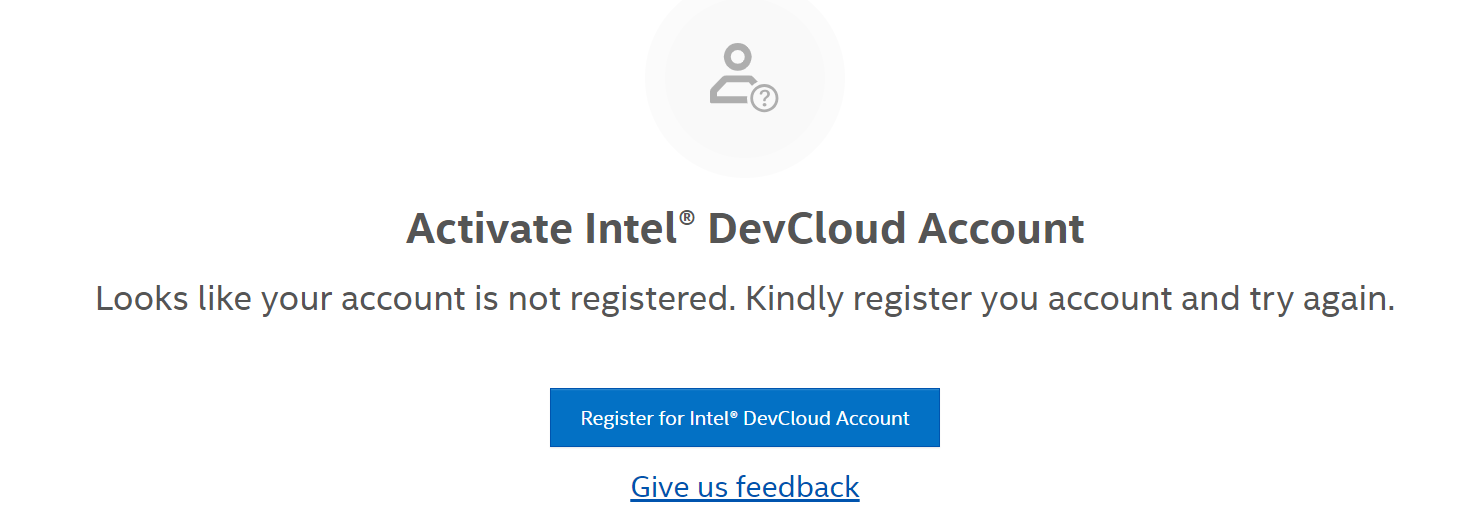 Activate Intel® DevCloud Account
Looks like your account is not registered. Kindly register you account and try again.
Register for Intel® DevCloud Account
Give us feedback